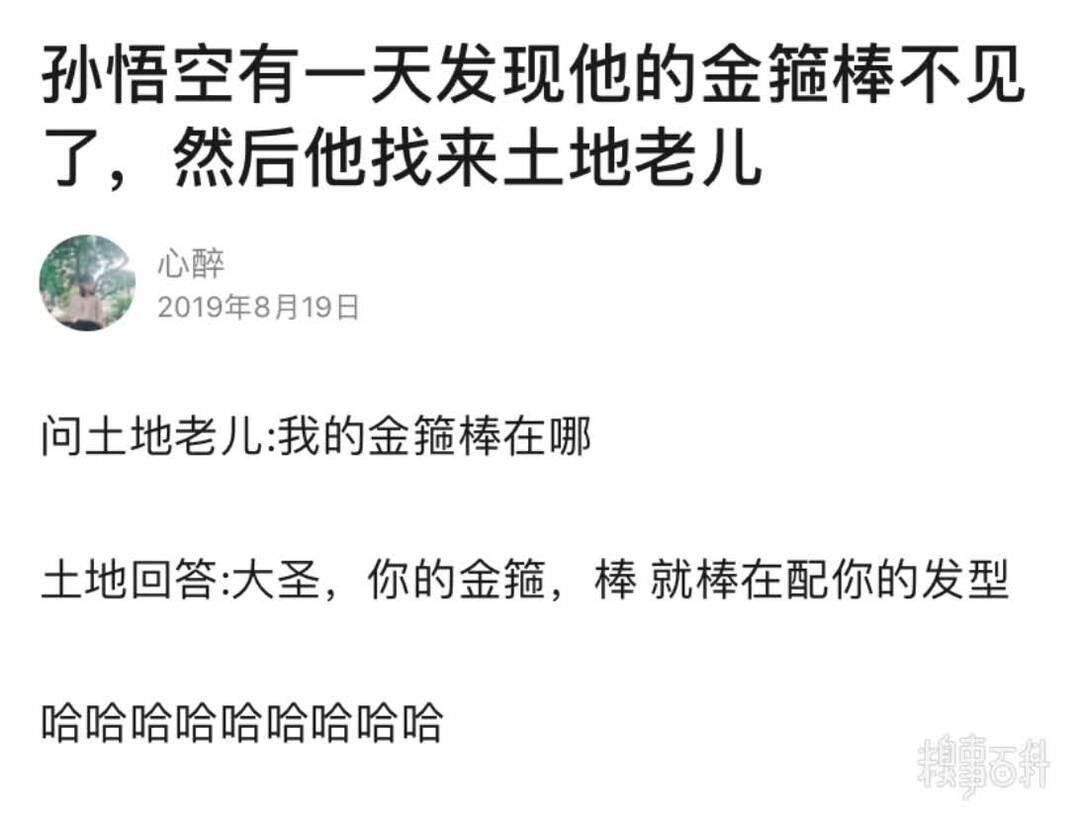 孙悟空有一天发现他的金箍棒不见
了，然后他找来土地老儿
心醉
2019年8月19日
问土地老儿:我的金箍棒在哪
土地回答:大圣，你的金箍，棒 就棒在配你的发型
哈哈哈哈哈哈哈哈哈
糗事百科